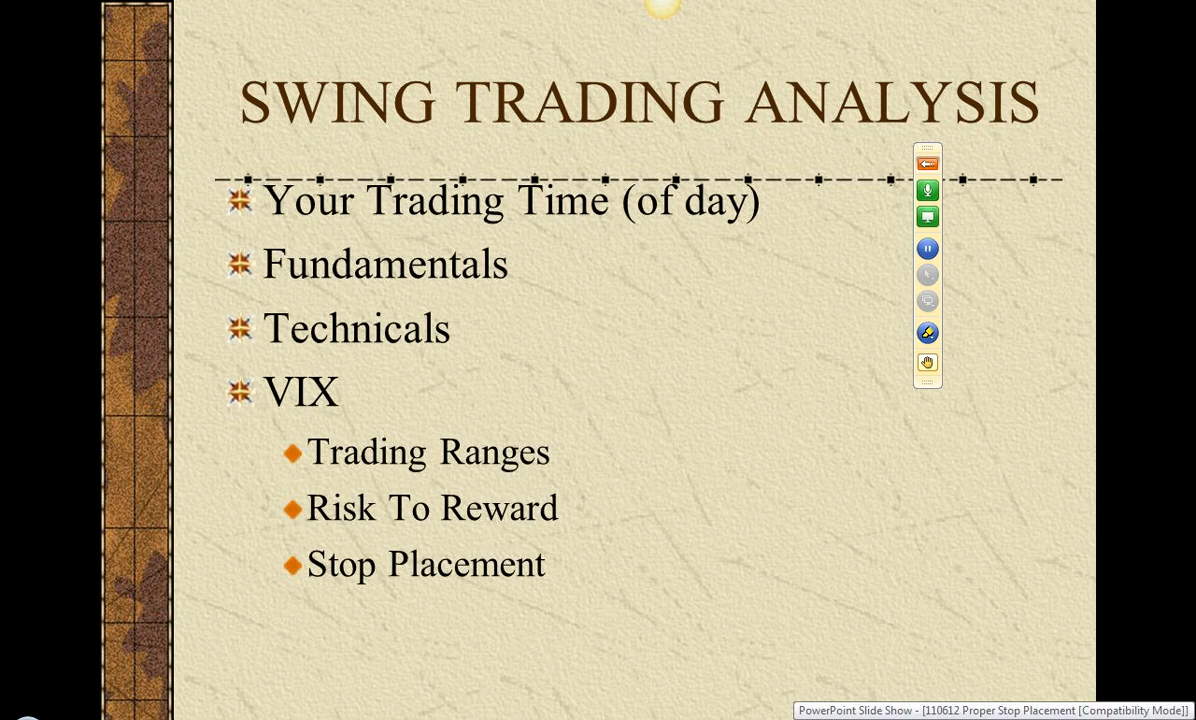 SWING TRADING ANALYSIS
Your Trading Time (of day)
Fundamentals
Technicals
VIX
Trading Ranges
Risk To Reward
Stop Placement
PowerPoint Slide Show - [110612 Proper Stop Placement [Compatibility Mode]]